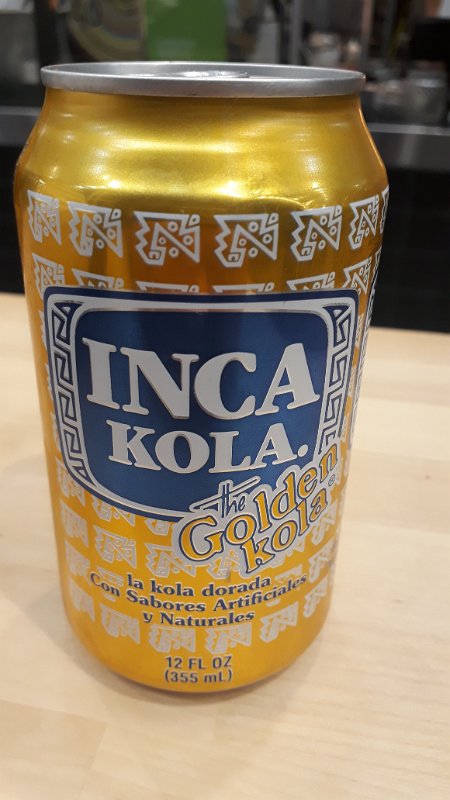 INCA
KOLA.
the
Golden
kola
la kola dorada
Con Sabores Artificiales
y Naturales
12 FL OZ
(355 mL)